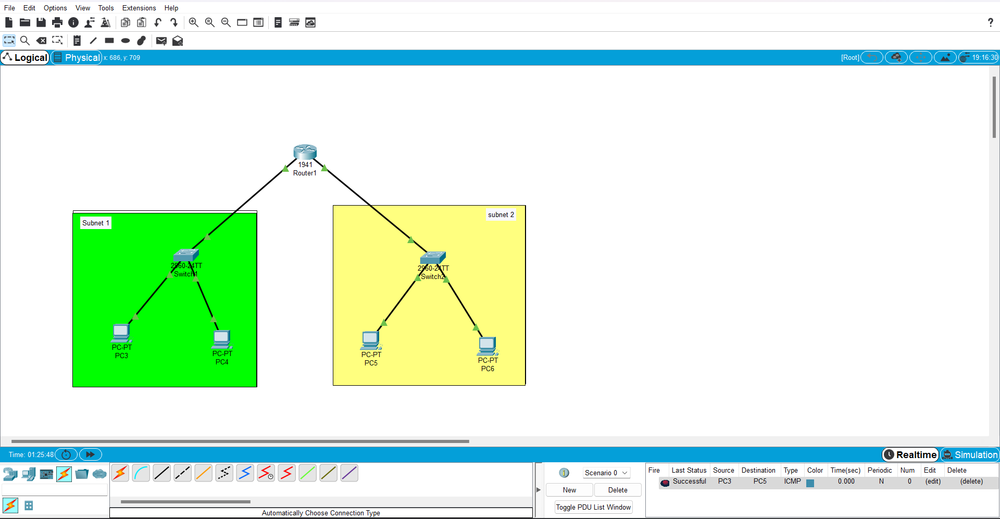 File Edit Options View Tools Extensions Help
?
Logical Physical x: 686, y: 709 [Root] 19:16:30
1941
Router1
Subnet 1
subnet 2
2960-24TT
Switch1
2960-24TT
Switch2
PC-PT
PC3
PC-PT
PC4
PC-PT
PC5
PC-PT
PC6
Time: 01:25:48 Realtime Simulation
Scenario 0
New Delete
Toggle PDU List Window
Fire Last Status Source Destination Type Color Time(sec) Periodic Num Edit Delete
Successful PC3 PC5 ICMP 0.000 N 0 (edit) (delete)
Automatically Choose Connection Type